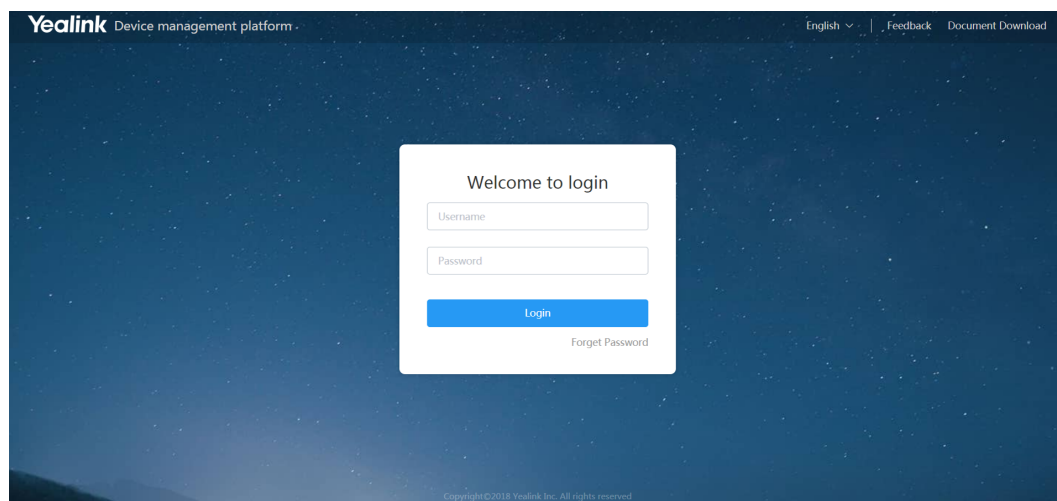 Yealink Device management platform
English Feedback Document Download
Welcome to login
Username
Password
Login
Forget Password
Copyright©2018 Yealink Inc. All rights reserved